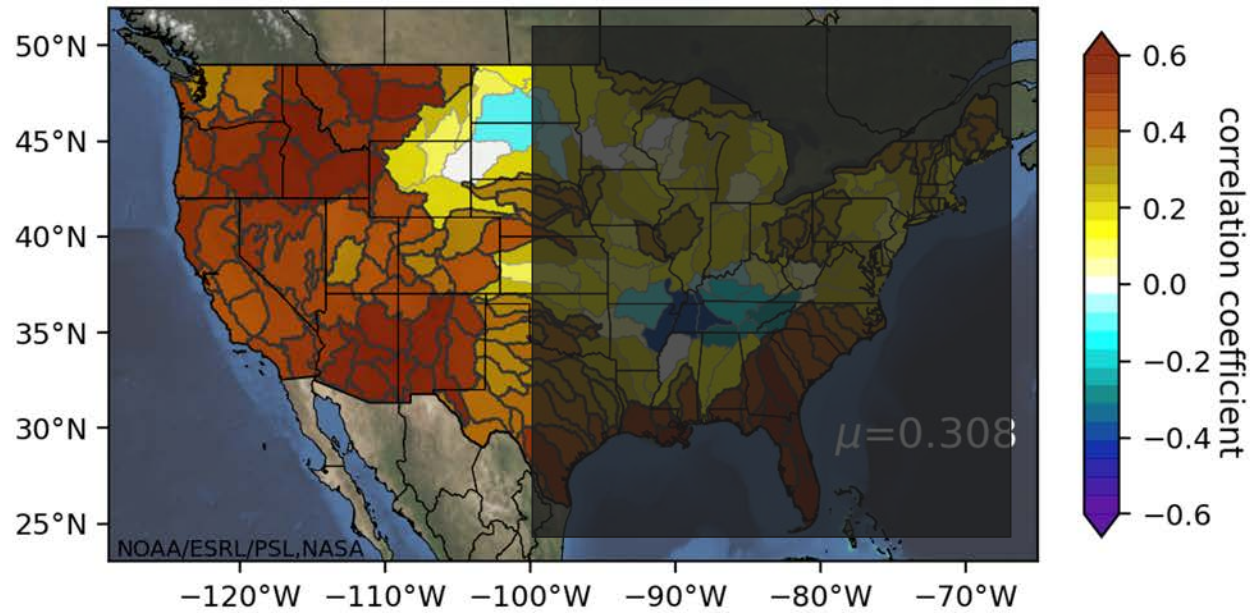 50°N
45°N
40°N
35°N
30°N
25°N
−120°W −110°W −100°W −90°W −80°W −70°W
NOAA/ESRL/PSL,NASA
μ=0.308
0.6
0.4
0.2
0.0
−0.2
−0.4
−0.6
correlation coefficient